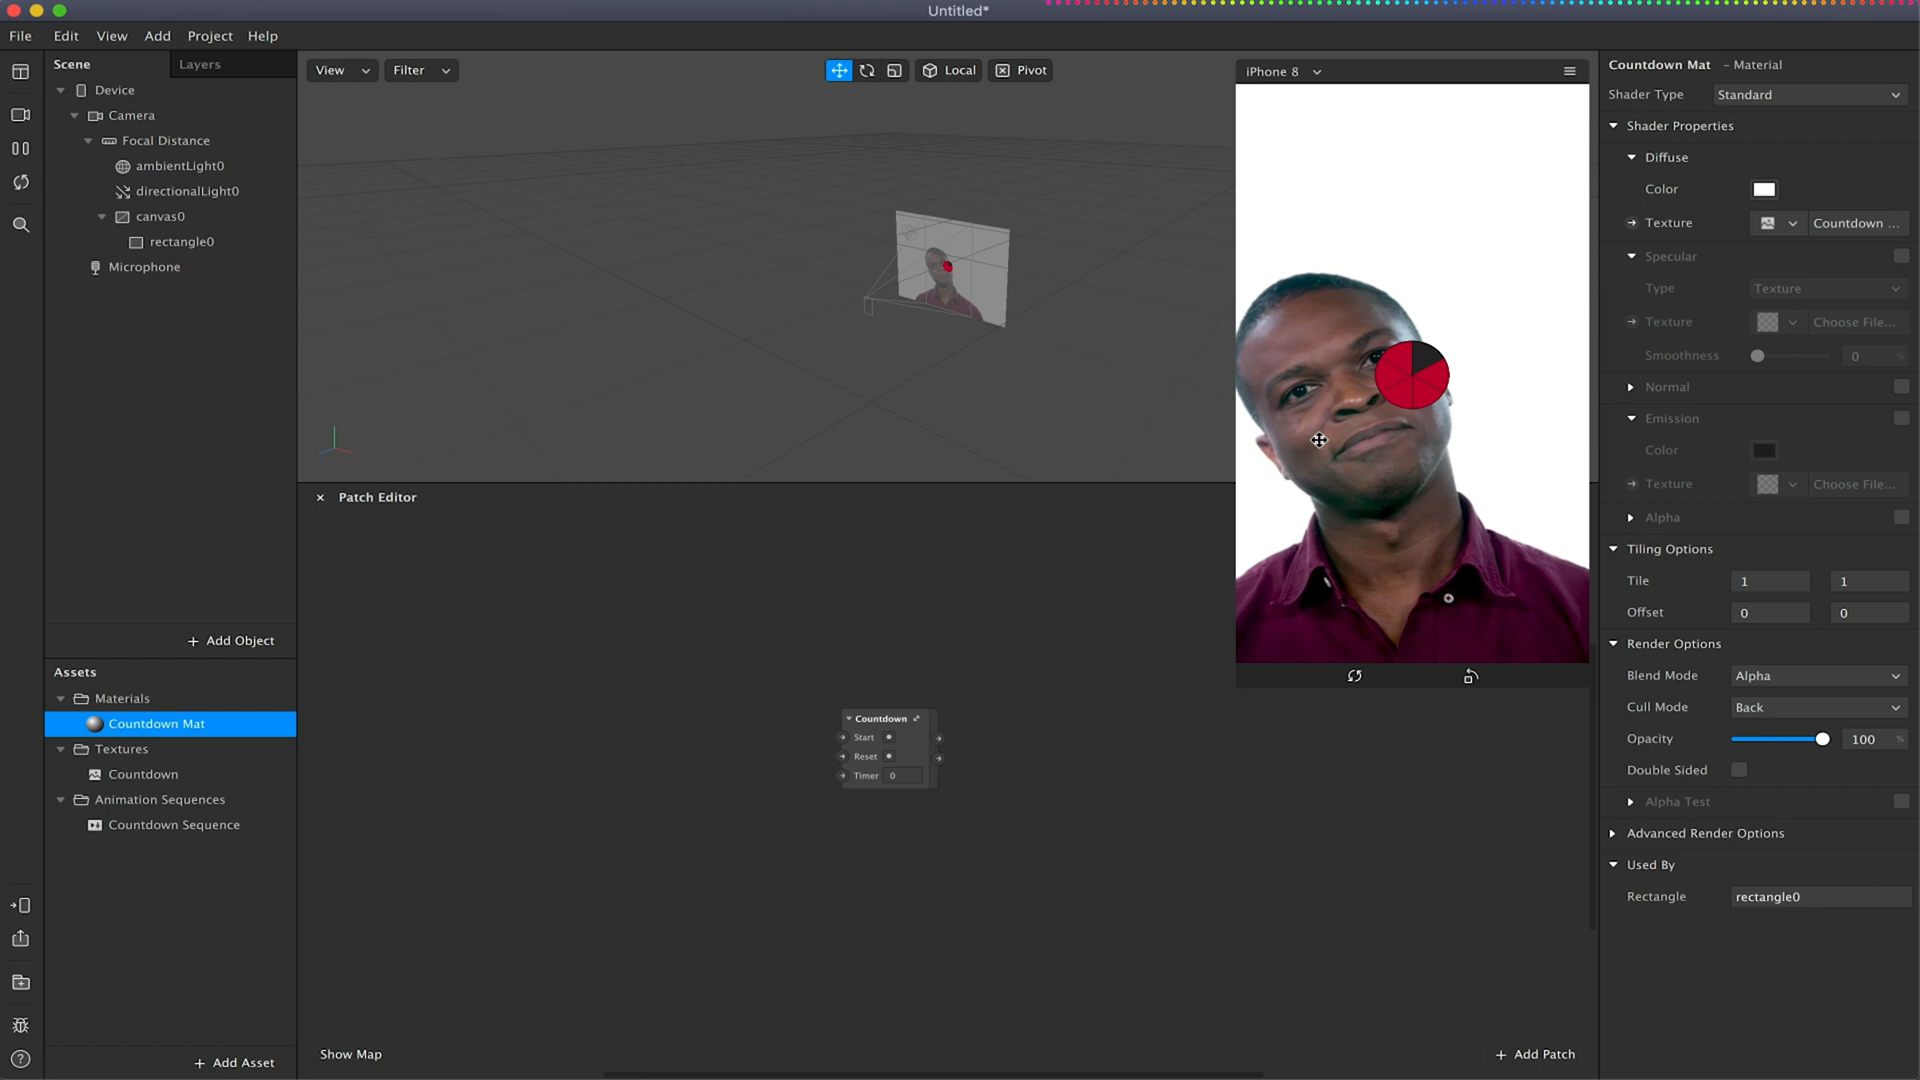 Untitled*
File Edit View Add Project Help
Scene Layers
Device
Camera
Focal Distance
ambientLight0
directionalLight0
canvas0
rectangle0
Microphone
+ Add Object
Assets
Materials
Countdown Mat
Textures
Countdown
Animation Sequences
Countdown Sequence
+ Add Asset
View Filter Local Pivot
iPhone 8
Patch Editor
Countdown
Start
Reset
Timer 0
Show Map
+ Add Patch
Countdown Mat - Material
Shader Type Standard
Shader Properties
Diffuse
Color
Texture Countdown ...
Specular
Type Texture
Texture Choose File...
Smoothness 0 %
Normal
Emission
Color
Texture Choose File...
Alpha
Tiling Options
Tile 1 1
Offset 0 0
Render Options
Blend Mode Alpha
Cull Mode Back
Opacity 100 %
Double Sided
Alpha Test
Advanced Render Options
Used By
Rectangle rectangle0